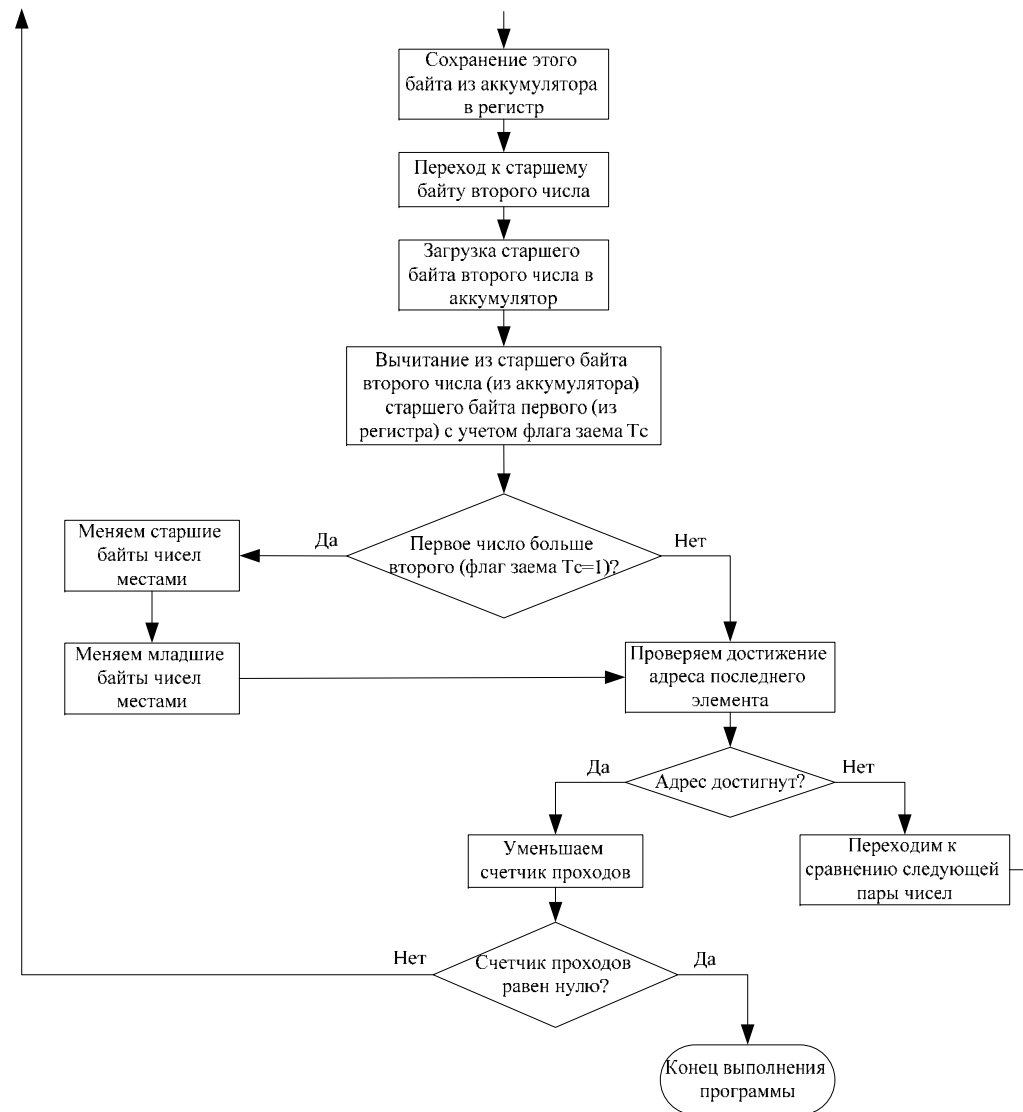 Сохранение этого
байта из аккумулятора
в регистр
Переход к старшему
байту второго числа
Загрузка старшего
байта второго числа в
аккумулятор
Вычитание из старшего байта
второго числа (из аккумулятора)
старшего байта первого (из
регистра) с учетом флага заема Тс
Первое число больше
второго (флаг заема Тс=1)?
Да
Нет
Меняем старшие
байты чисел
местами
Меняем младшие
байты чисел
местами
Проверяем достижение
адреса последнего
элемента
Адрес достигнут?
Да
Нет
Уменьшаем
счетчик проходов
Переходим к
сравнению следующей
пары чисел
Счетчик проходов
равен нулю?
Нет
Да
Конец выполнения
программы